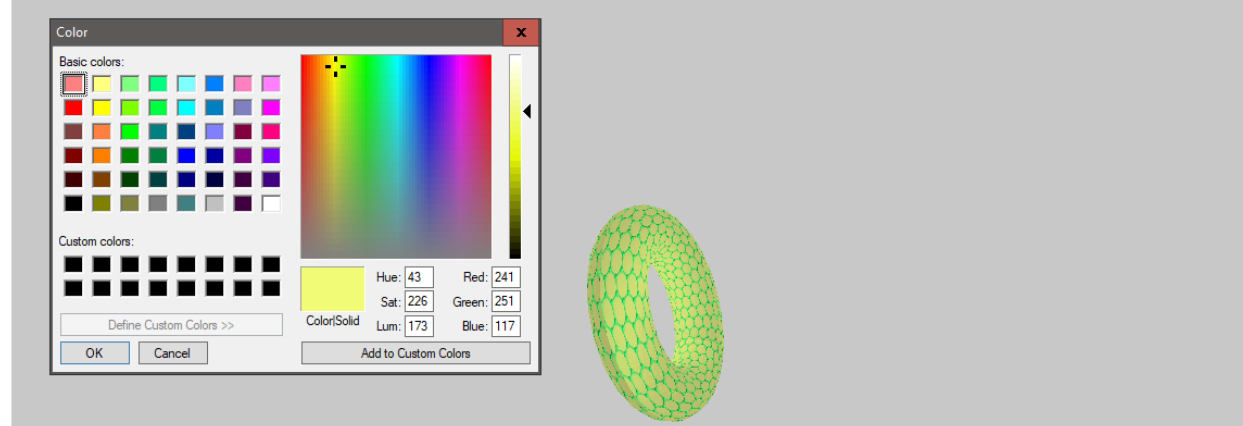 Color
x
Basic colors:
Custom colors:
Define Custom Colors >>
OK Cancel
Color|Solid
Hue: 43 Red: 241
Sat: 226 Green: 251
Lum: 173 Blue: 117
Add to Custom Colors